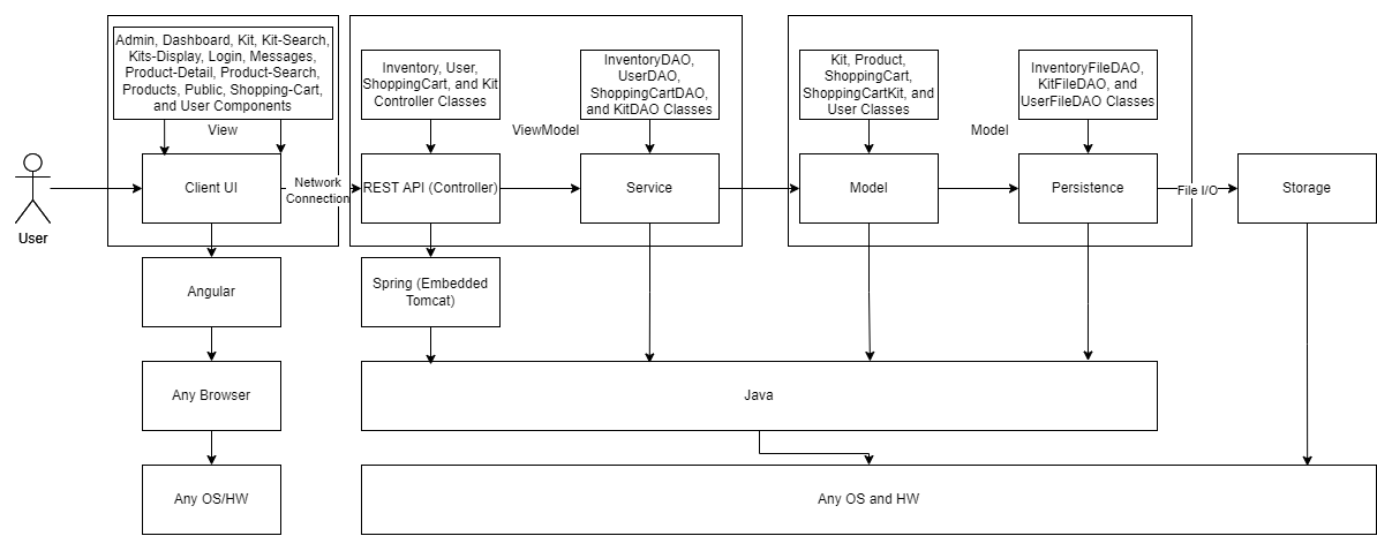 Admin, Dashboard, Kit, Kit-Search,
Kits-Display, Login, Messages,
Product-Detail, Product-Search,
Products, Public, Shopping-Cart,
and User Components
View
Inventory, User,
ShoppingCart, and Kit
Controller Classes
InventoryDAO,
UserDAO,
ShoppingCartDAO,
and KitDAO Classes
ViewModel
Kit, Product,
ShoppingCart,
ShoppingCartKit, and
User Classes
InventoryFileDAO,
KitFileDAO, and
UserFileDAO Classes
Model
User
Client UI
Network
Connection
REST API (Controller)
Service
Model
Persistence
File I/O
Storage
Angular
Spring (Embedded
Tomcat)
Any Browser
Java
Any OS/HW
Any OS and HW